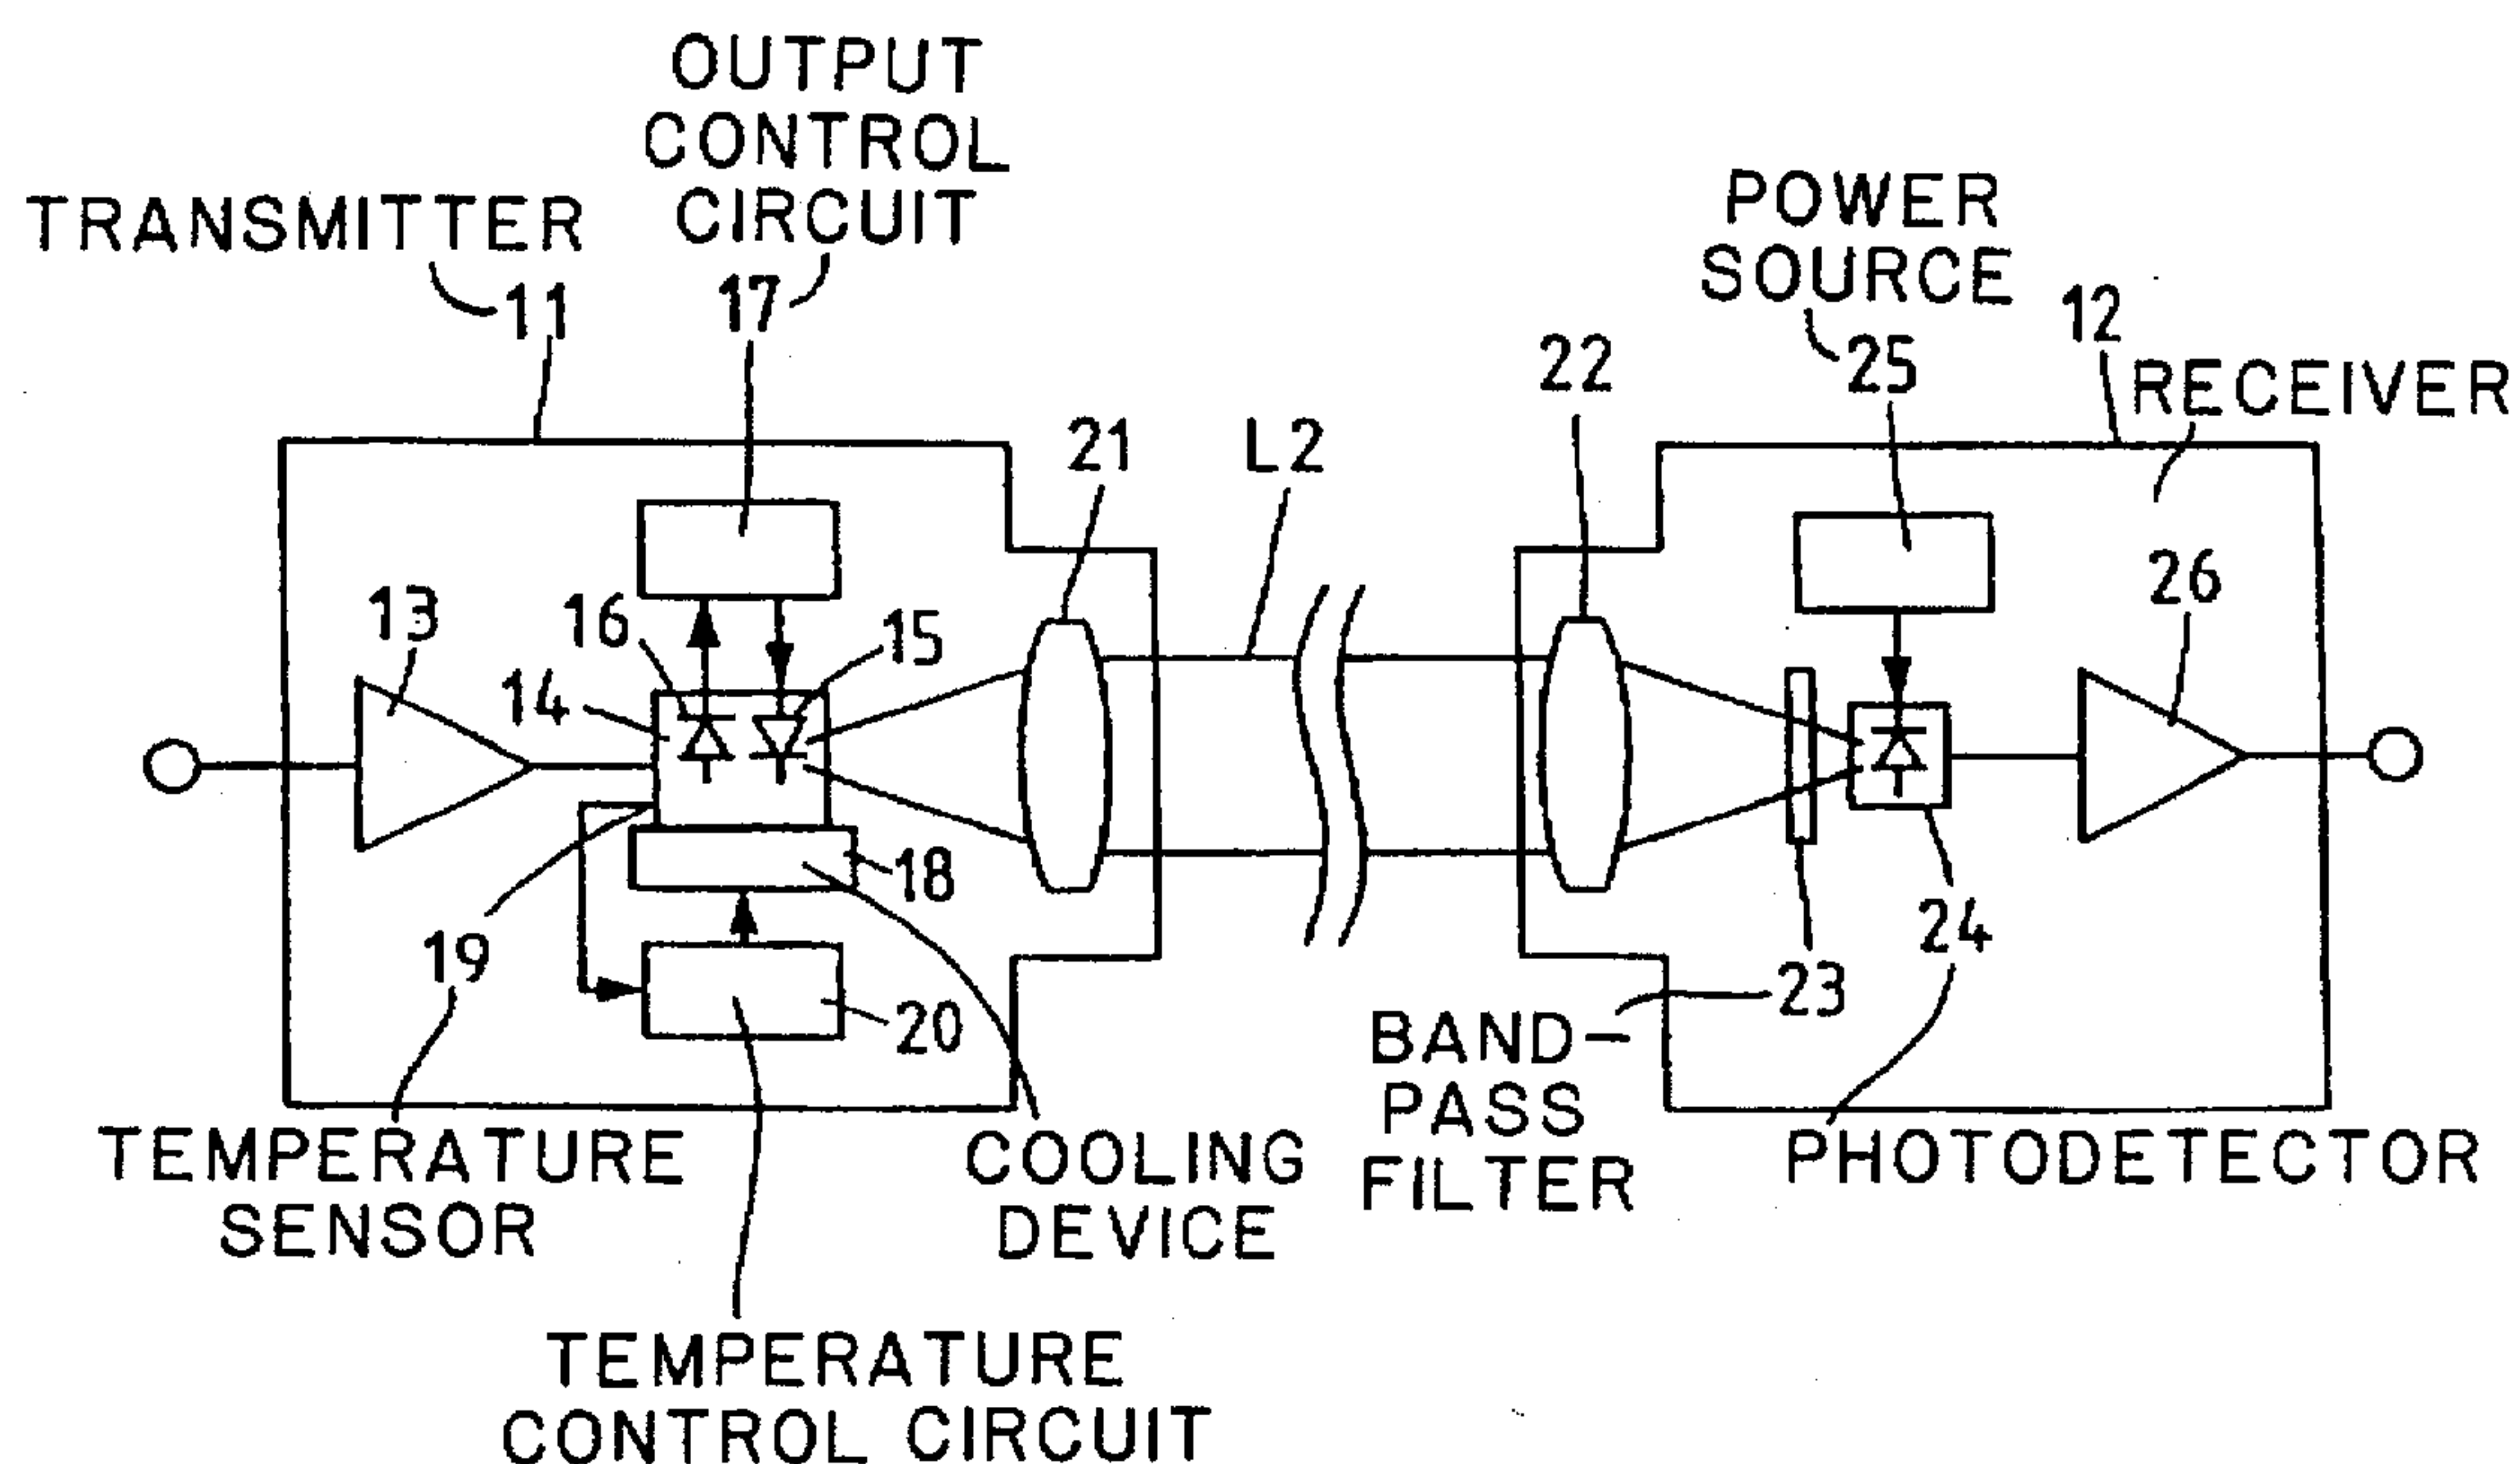 OUTPUT
CONTROL
CIRCUIT
17
TRANSMITTER
11
POWER
SOURCE
25
12
RECEIVER
22
21
L2
13
16
15
14
26
18
19
20
24
23
BAND-
PASS
FILTER
TEMPERATURE
SENSOR
COOLING
DEVICE
PHOTODETECTOR
TEMPERATURE
CONTROL CIRCUIT